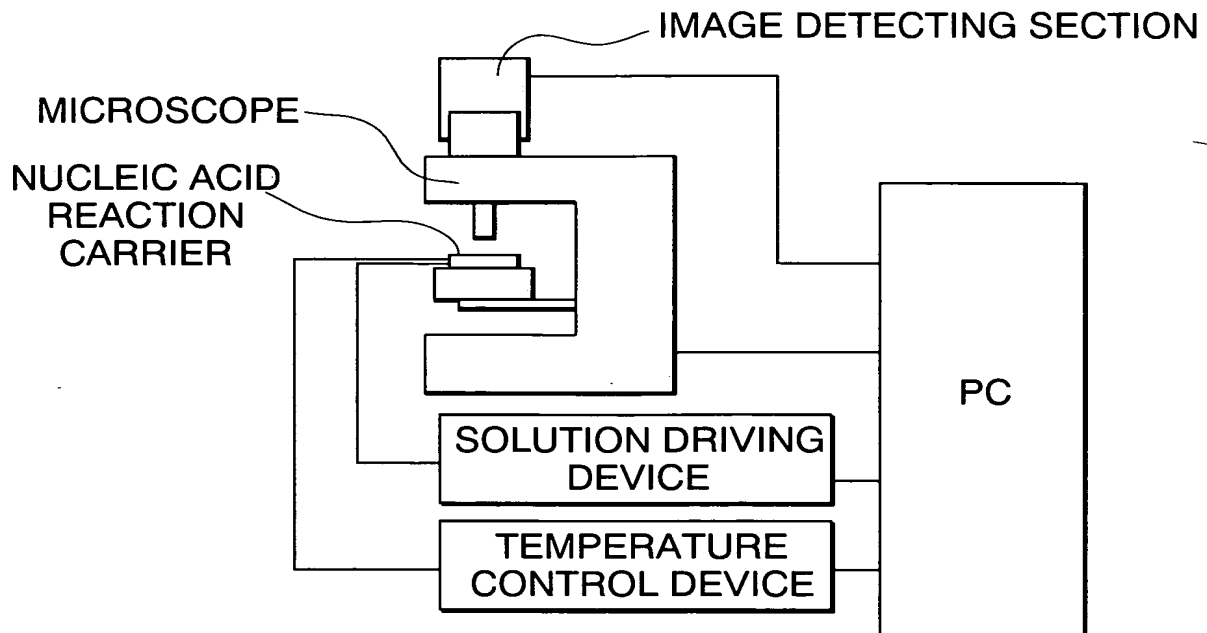 IMAGE DETECTING SECTION
MICROSCOPE
NUCLEIC ACID
REACTION
CARRIER
PC
SOLUTION DRIVING
DEVICE
TEMPERATURE
CONTROL DEVICE